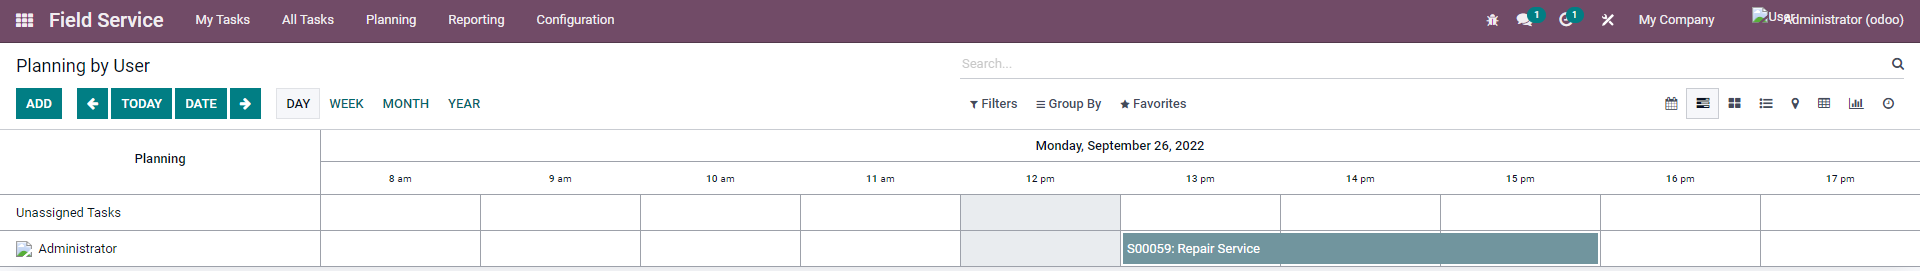 Field Service My Tasks All Tasks Planning Reporting Configuration 1 1 My Company User Administrator (odoo)
Planning by User Search...
ADD TODAY DATE DAY WEEK MONTH YEAR Filters Group By Favorites
Planning
Monday, September 26, 2022
8 am 9 am 10 am 11 am 12 pm 13 pm 14 pm 15 pm 16 pm 17 pm
Unassigned Tasks
Administrator S00059: Repair Service